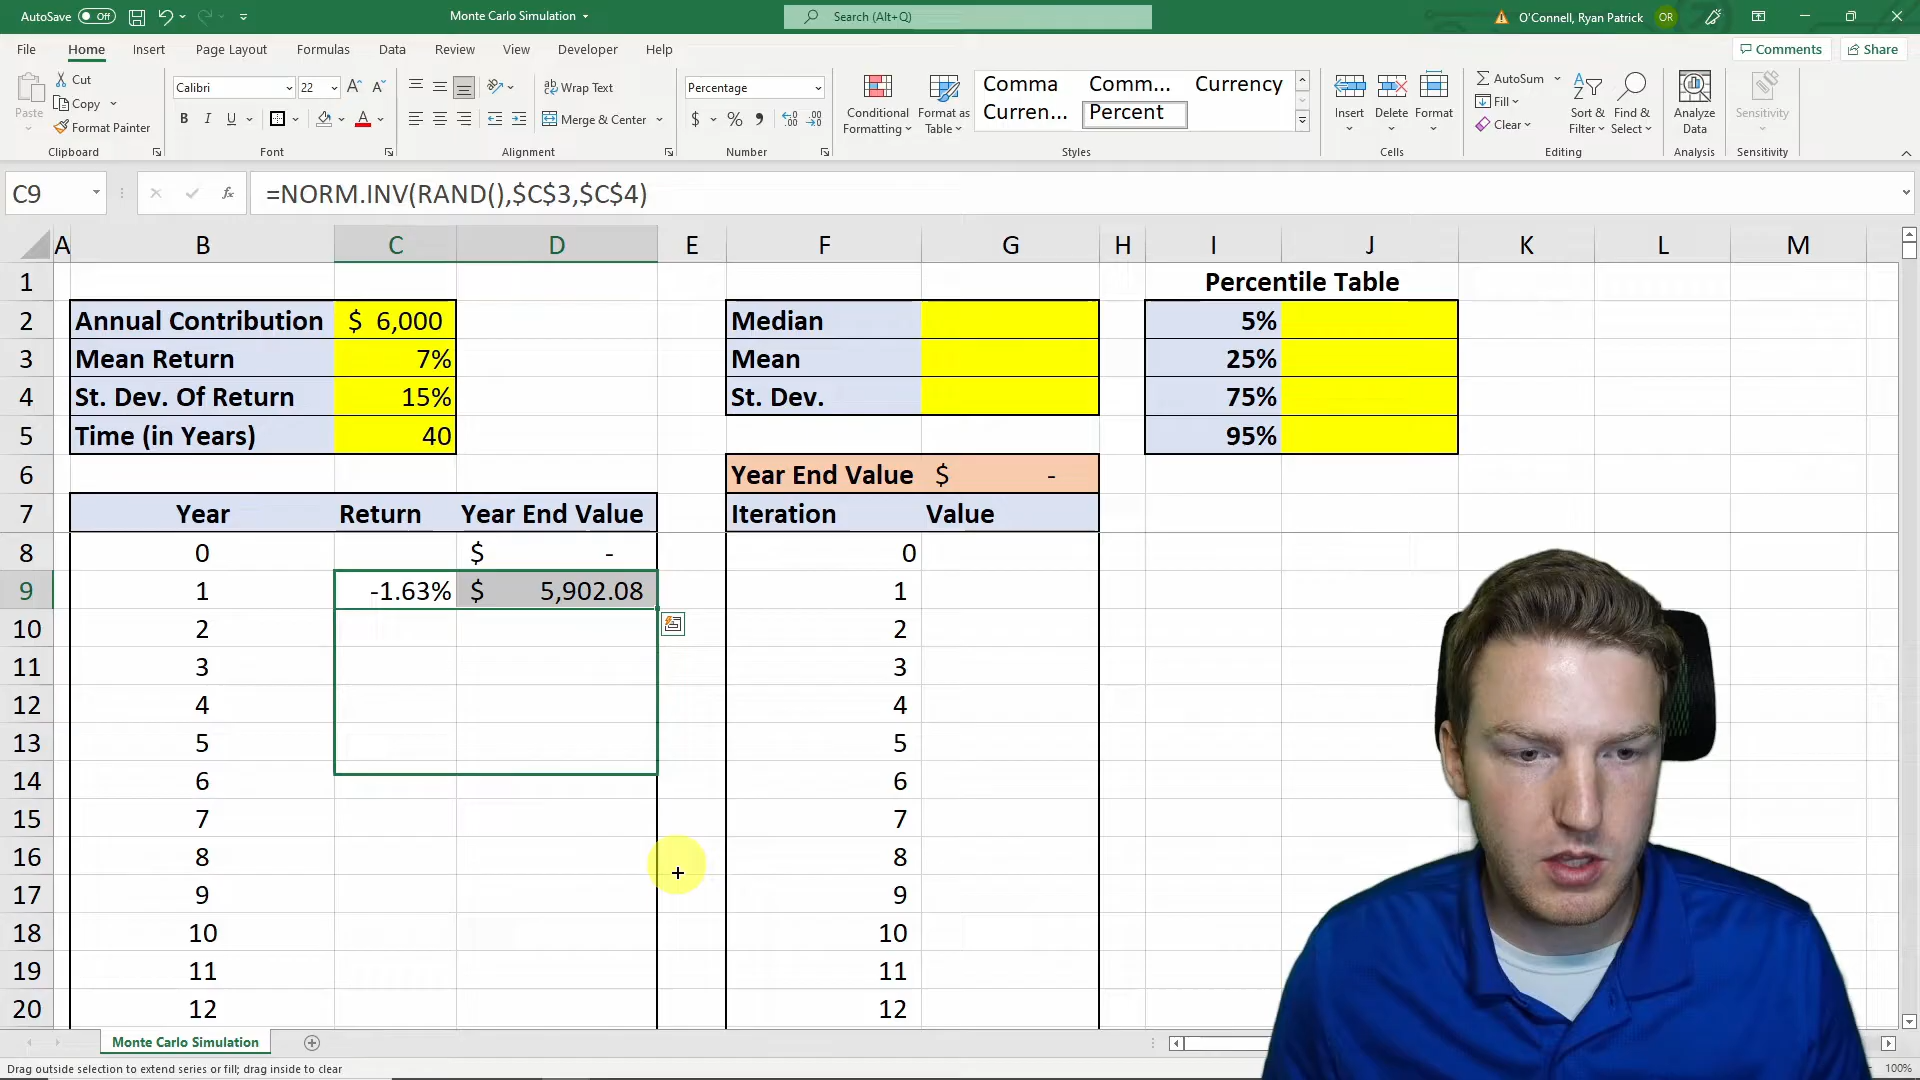 AutoSave Off Monte Carlo Simulation Search (Alt+Q) O'Connell, Ryan Patrick OR
File Home Insert Page Layout Formulas Data Review View Developer Help Comments Share
Paste Cut Copy Format Painter
Calibri 22 A A
B I U A
Wrap Text
Merge & Center
Percentage
$ % 9
Conditional Formatting Format as Table
Comma Comm... Currency
Curren... Percent
Insert Delete Format
AutoSum Fill Clear
Sort & Filter Find & Select
Analyze Data
Sensitivity
Clipboard Font Alignment Number Styles Cells Editing Analysis Sensitivity
C9 fx =NORM.INV(RAND(),$C$3,$C$4)
A B C D E F G H I J K L M
1 Percentile Table
2 Annual Contribution $ 6,000 Median 5%
3 Mean Return 7% Mean 25%
4 St. Dev. Of Return 15% St. Dev. 75%
5 Time (in Years) 40 95%
6 Year End Value $ -
7 Year Return Year End Value Iteration Value
8 0 $ - 0
9 1 -1.63% $ 5,902.08 1
10 2 2
11 3 3
12 4 4
13 5 5
14 6 6
15 7 7
16 8 8
17 9 9
18 10 10
19 11 11
20 12 12
Monte Carlo Simulation
Drag outside selection to extend series or fill; drag inside to clear 100%